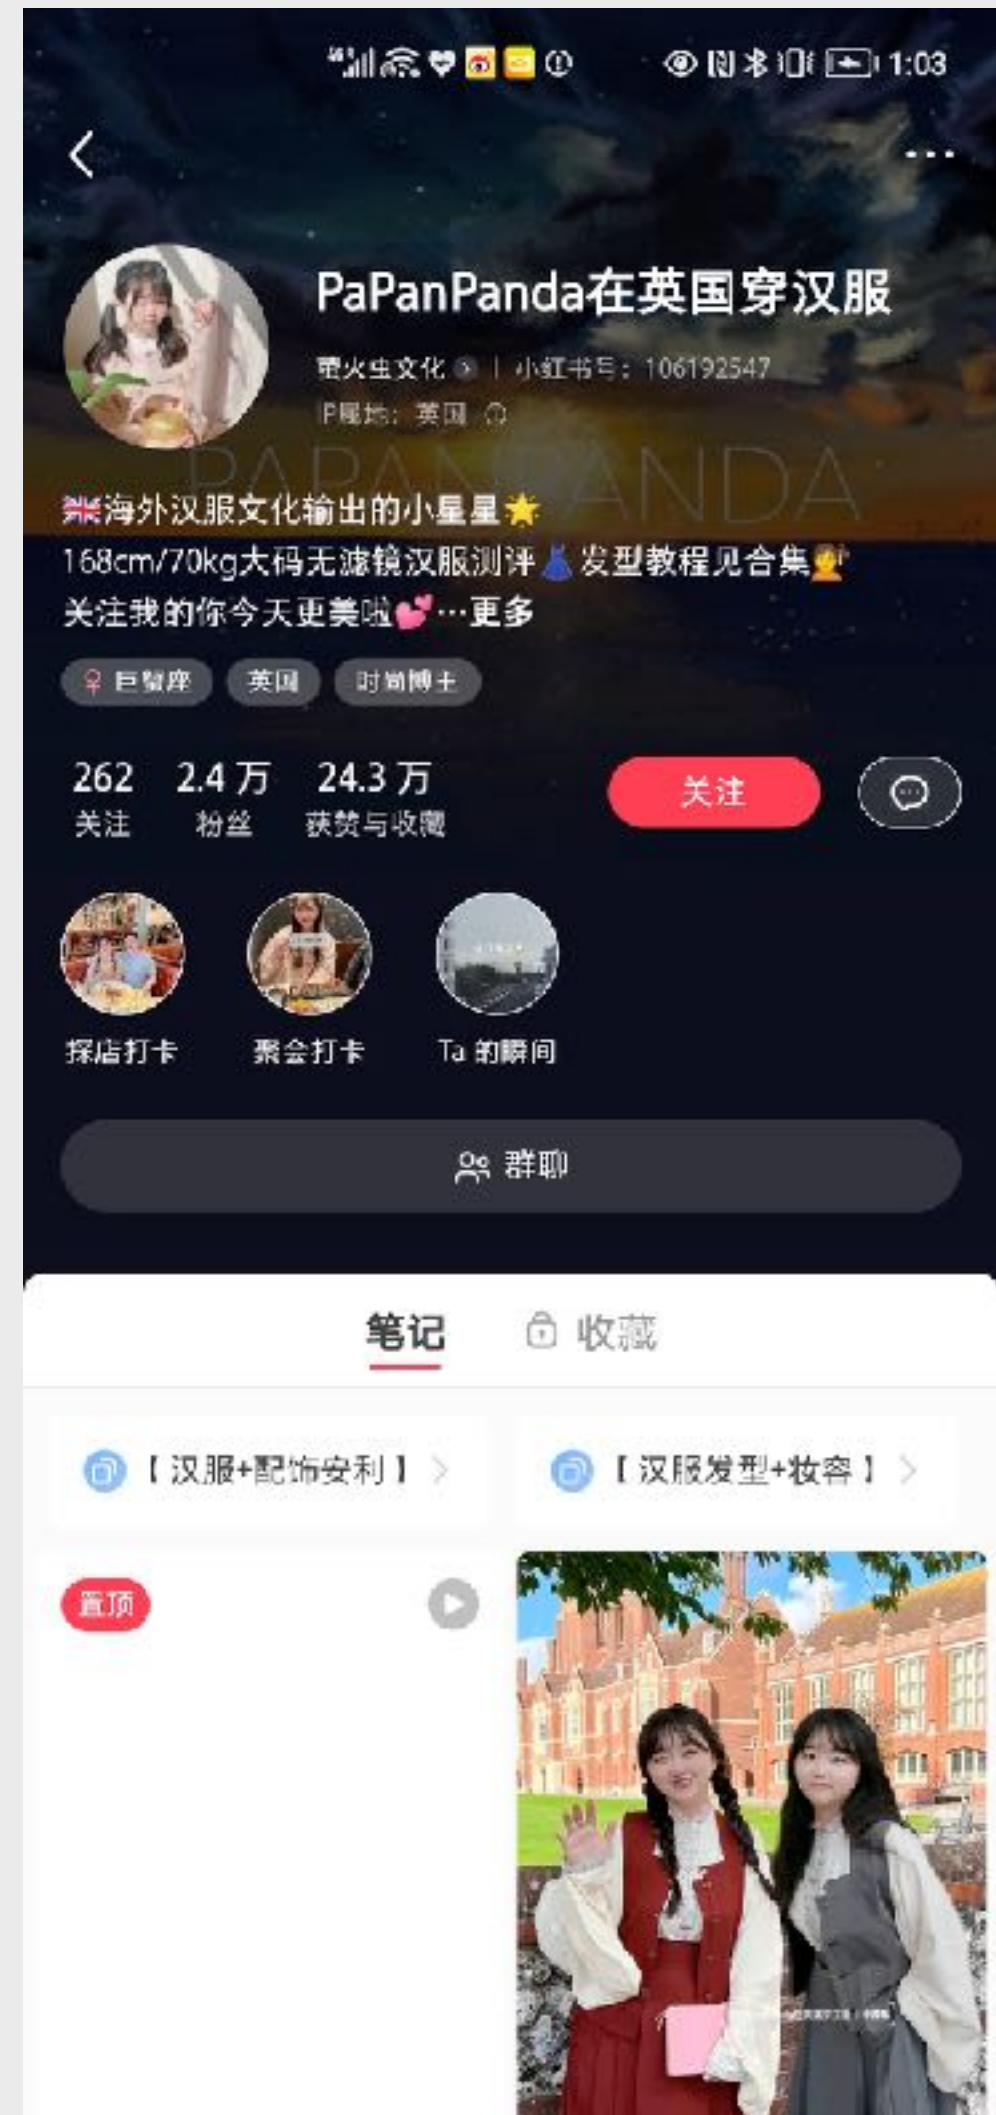 1:03
PaPanPanda在英国穿汉服
萤火虫文化 | 小红书号：106192547
IP属地：英国
PAPANPANDA
海外汉服文化输出的小星星
168cm/70kg大码无滤镜汉服测评 发型教程见合集
关注我的你今天更美啦 …更多
巨蟹座 英国 时尚博主
262 2.4万 24.3万
关注 粉丝 获赞与收藏
关注
探店打卡 聚会打卡 Ta 的瞬间
群聊
笔记 收藏
【汉服+配饰安利】 【汉服发型+妆容】
置顶